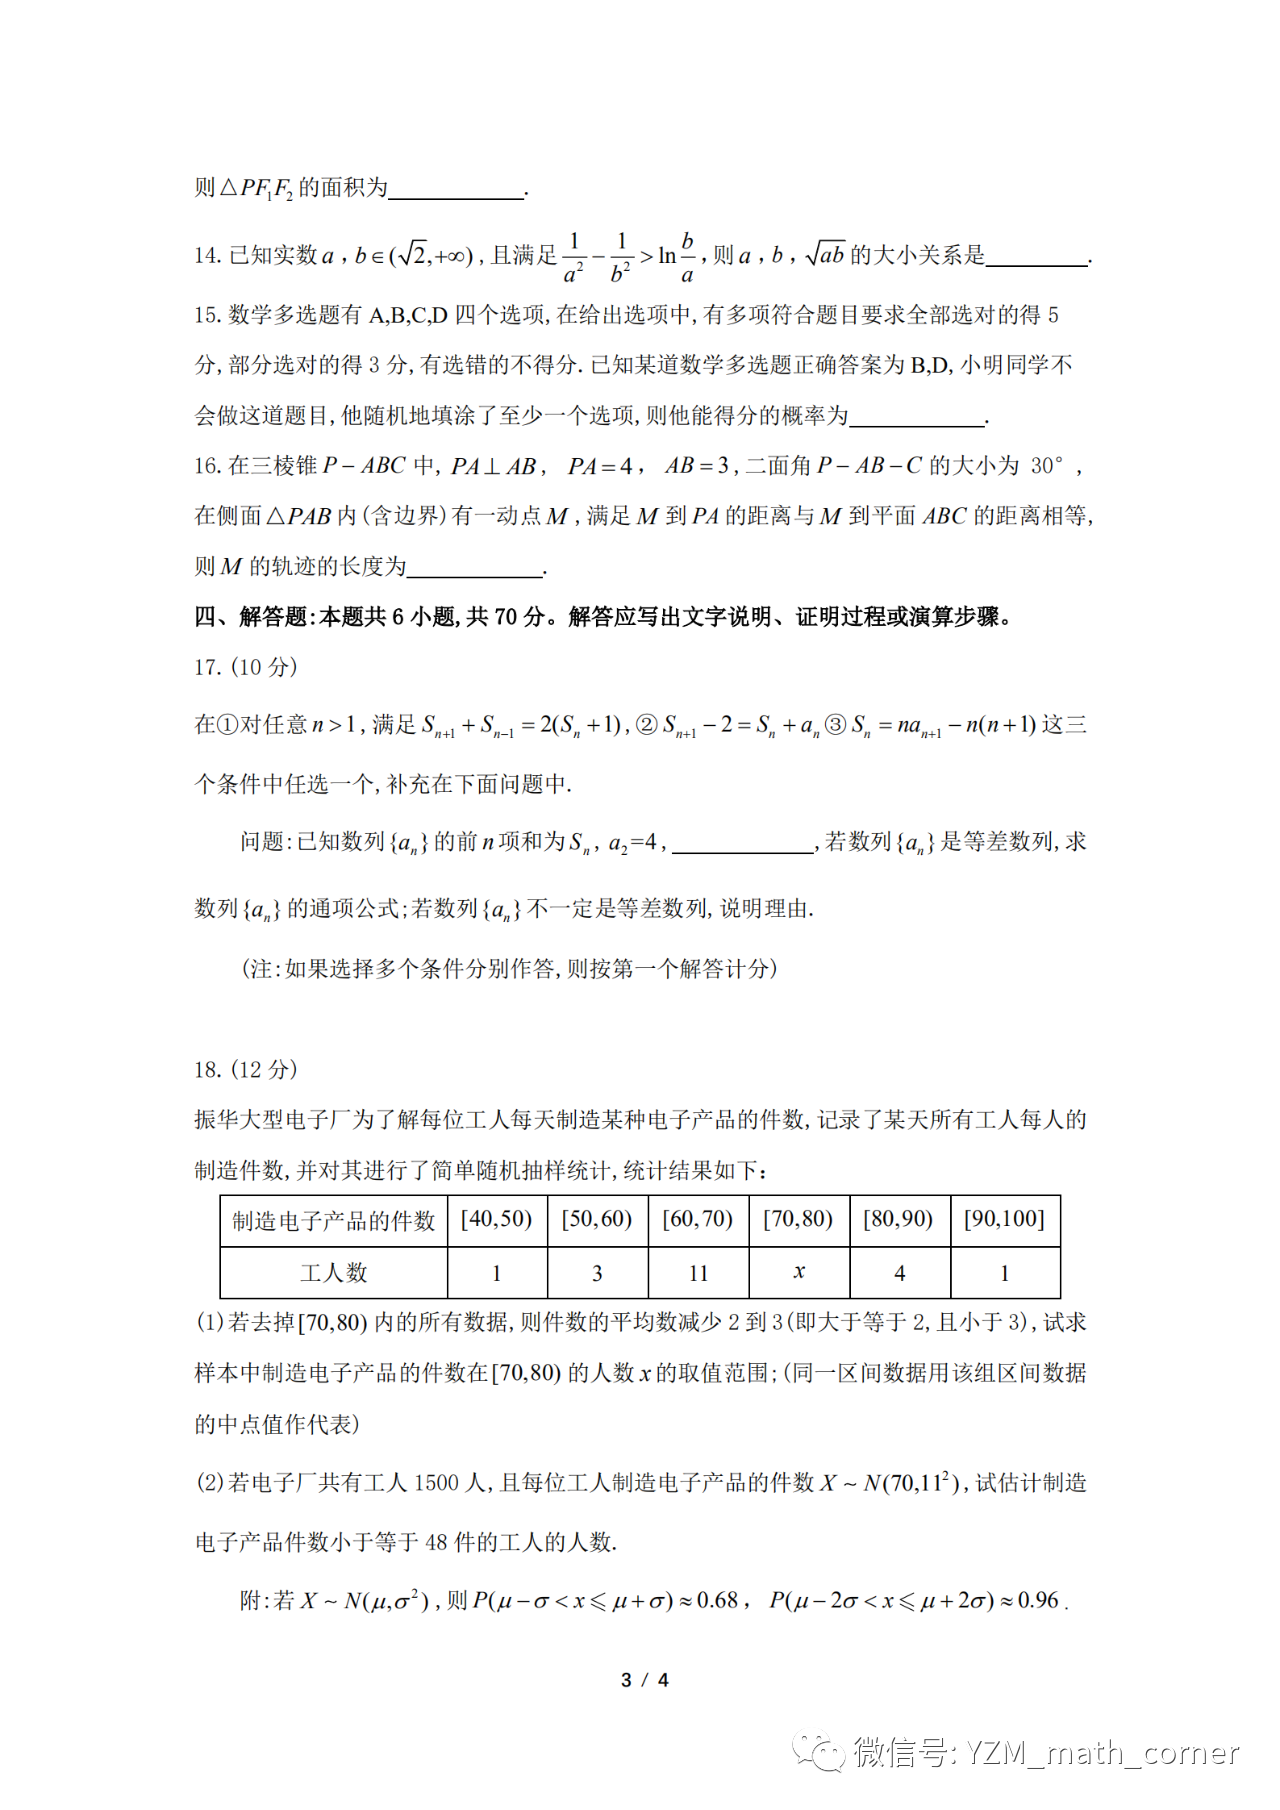 则△PF₁F₂的面积为____________.
14.已知实数a，b∈(√2,+∞),且满足1/a²−1/b²>ln b/a,则a，b，√ab的大小关系是_________.
15.数学多选题有A,B,C,D四个选项,在给出选项中,有多项符合题目要求全部选对的得5
分,部分选对的得3分,有选错的不得分.已知某道数学多选题正确答案为B,D,小明同学不
会做这道题目,他随机地填涂了至少一个选项,则他能得分的概率为____________.
16.在三棱锥P−ABC中,PA⊥AB, PA=4, AB=3,二面角P−AB−C的大小为 30°,
在侧面△PAB内(含边界)有一动点M,满足M到PA的距离与M到平面ABC的距离相等,
则M的轨迹的长度为____________.
四、解答题:本题共6小题,共70分。解答应写出文字说明、证明过程或演算步骤。
17.(10分)
在①对任意n>1,满足Sₙ₊₁+Sₙ₋₁=2(Sₙ+1),②Sₙ₊₁−2=Sₙ+aₙ③Sₙ=naₙ₊₁−n(n+1)这三
个条件中任选一个,补充在下面问题中.
问题:已知数列{aₙ}的前n项和为Sₙ,a₂=4,____________,若数列{aₙ}是等差数列,求
数列{aₙ}的通项公式;若数列{aₙ}不一定是等差数列,说明理由.
(注:如果选择多个条件分别作答,则按第一个解答计分)
18.(12分)
振华大型电子厂为了解每位工人每天制造某种电子产品的件数,记录了某天所有工人每人的
制造件数,并对其进行了简单随机抽样统计,统计结果如下:
制造电子产品的件数 [40,50) [50,60) [60,70) [70,80) [80,90) [90,100]
工人数 1 3 11 x 4 1
(1)若去掉[70,80)内的所有数据,则件数的平均数减少2到3(即大于等于2,且小于3),试求
样本中制造电子产品的件数在[70,80)的人数x的取值范围;(同一区间数据用该组区间数据
的中点值作代表)
(2)若电子厂共有工人1500人,且每位工人制造电子产品的件数X~N(70,11²),试估计制造
电子产品件数小于等于48件的工人的人数.
附:若X~N(μ,σ²),则P(μ−σ<x⩽μ+σ)≈0.68, P(μ−2σ<x⩽μ+2σ)≈0.96.
3 / 4
微信号: YZM_math_corner